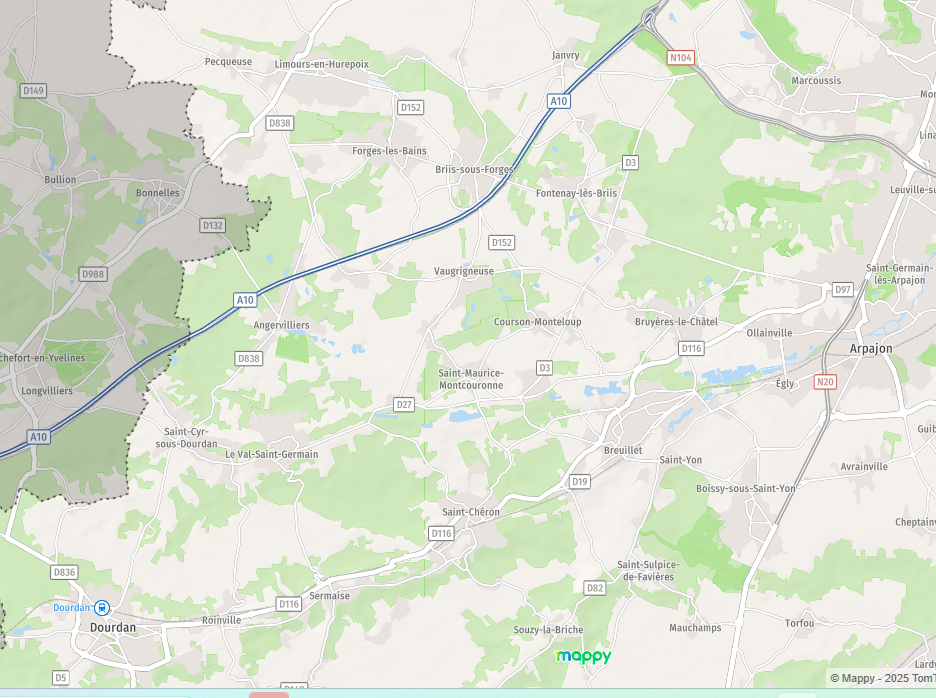 Janvry
Pecqueuse
Limours-en-Hurepoix
N104
Marcoussis
D149
A10
D152
D838
Forges-les-Bains
Briis-sous-Forges
D3
Bullion
Bonnelles
Fontenay-lès-Briis
D132
D152
D988
Vaugrigneuse
Saint-Germain-
lès-Arpajon
D97
A10
Angervilliers
Courson-Monteloup
Bruyères-le-Châtel
Ollainville
D116
Arpajon
D838
Saint-Maurice-
Montcouronne
D3
Longvilliers
Égly
N20
D27
A10
Saint-Cyr-
sous-Dourdan
Le Val-Saint-Germain
Breuillet
Saint-Yon
Avrainville
D19
Boissy-sous-Saint-Yon
Saint-Chéron
D116
Saint-Sulpice-
de-Favières
D836
D82
Sermaise
D116
Dourdan
Dourdan
Roinville
Souzy-la-Briche
Mauchamps
Torfou
mappy
D5
© Mappy - 2025 TomT